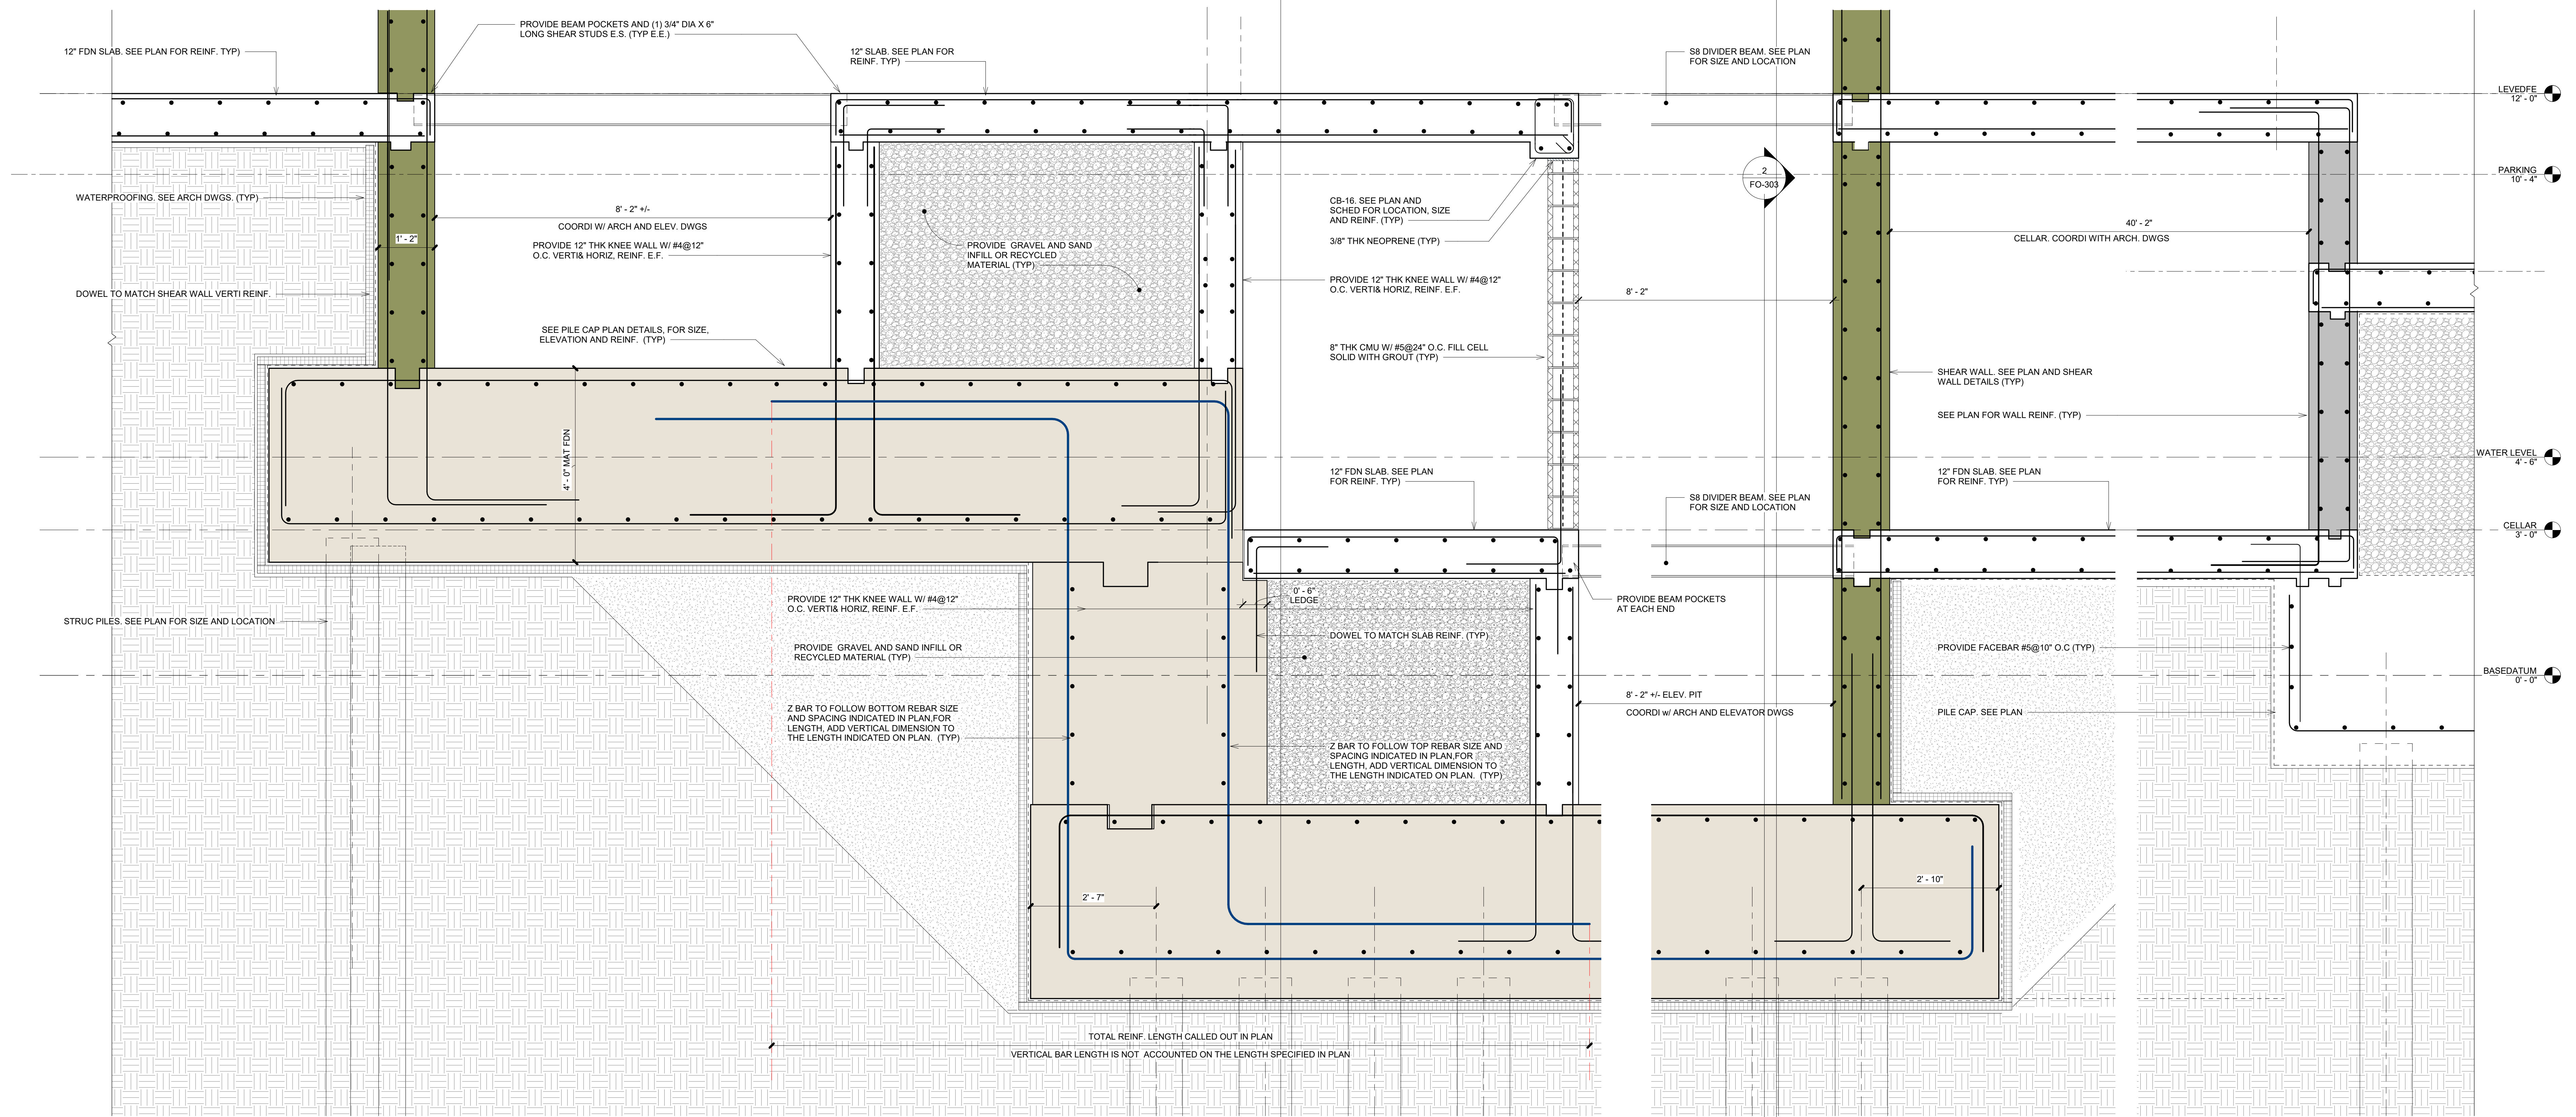 PROVIDE BEAM POCKETS AND (1) 3/4" DIA X 6"
LONG SHEAR STUDS E.S. (TYP E.E.)
12" FDN SLAB. SEE PLAN FOR REINF. TYP)
12" SLAB. SEE PLAN FOR
REINF. TYP)
S8 DIVIDER BEAM. SEE PLAN
FOR SIZE AND LOCATION
LEVEDFE
12' - 0"
PARKING
10' - 4"
2
FO-303
WATERPROOFING. SEE ARCH DWGS. (TYP)
8' - 2" +/-
COORDI W/ ARCH AND ELEV. DWGS
1' - 2"
PROVIDE 12" THK KNEE WALL W/ #4@12"
O.C. VERTI& HORIZ, REINF. E.F.
PROVIDE  GRAVEL AND SAND
INFILL OR RECYCLED
MATERIAL (TYP)
CB-16. SEE PLAN AND
SCHED FOR LOCATION, SIZE
AND REINF. (TYP)
3/8" THK NEOPRENE (TYP)
40' - 2"
CELLAR. COORDI WITH ARCH. DWGS
PROVIDE 12" THK KNEE WALL W/ #4@12"
O.C. VERTI& HORIZ, REINF. E.F.
8' - 2"
DOWEL TO MATCH SHEAR WALL VERTI REINF.
SEE PILE CAP PLAN DETAILS, FOR SIZE,
ELEVATION AND REINF.  (TYP)
8" THK CMU W/ #5@24" O.C. FILL CELL
SOLID WITH GROUT (TYP)
SHEAR WALL. SEE PLAN AND SHEAR
WALL DETAILS (TYP)
SEE PLAN FOR WALL REINF. (TYP)
4' - 0" MAT FDN
WATER LEVEL
4' - 6"
12" FDN SLAB. SEE PLAN
FOR REINF. TYP)
S8 DIVIDER BEAM. SEE PLAN
FOR SIZE AND LOCATION
12" FDN SLAB. SEE PLAN
FOR REINF. TYP)
CELLAR
3' - 0"
PROVIDE 12" THK KNEE WALL W/ #4@12"
O.C. VERTI& HORIZ, REINF. E.F.
0' - 6"
LEDGE
PROVIDE BEAM POCKETS
AT EACH END
STRUC PILES. SEE PLAN FOR SIZE AND LOCATION
DOWEL TO MATCH SLAB REINF. (TYP)
PROVIDE  GRAVEL AND SAND INFILL OR
RECYCLED MATERIAL (TYP)
PROVIDE FACEBAR #5@10" O.C (TYP)
BASEDATUM
0' - 0"
8' - 2" +/- ELEV. PIT
COORDI w/ ARCH AND ELEVATOR DWGS
PILE CAP. SEE PLAN
Z BAR TO FOLLOW BOTTOM REBAR SIZE
AND SPACING INDICATED IN PLAN,FOR
LENGTH, ADD VERTICAL DIMENSION TO
THE LENGTH INDICATED ON PLAN.  (TYP)
Z BAR TO FOLLOW TOP REBAR SIZE AND
SPACING INDICATED IN PLAN,FOR
LENGTH, ADD VERTICAL DIMENSION TO
THE LENGTH INDICATED ON PLAN.  (TYP)
2' - 7"
2' - 10"
TOTAL REINF. LENGTH CALLED OUT IN PLAN
VERTICAL BAR LENGTH IS NOT  ACCOUNTED ON THE LENGTH SPECIFIED IN PLAN